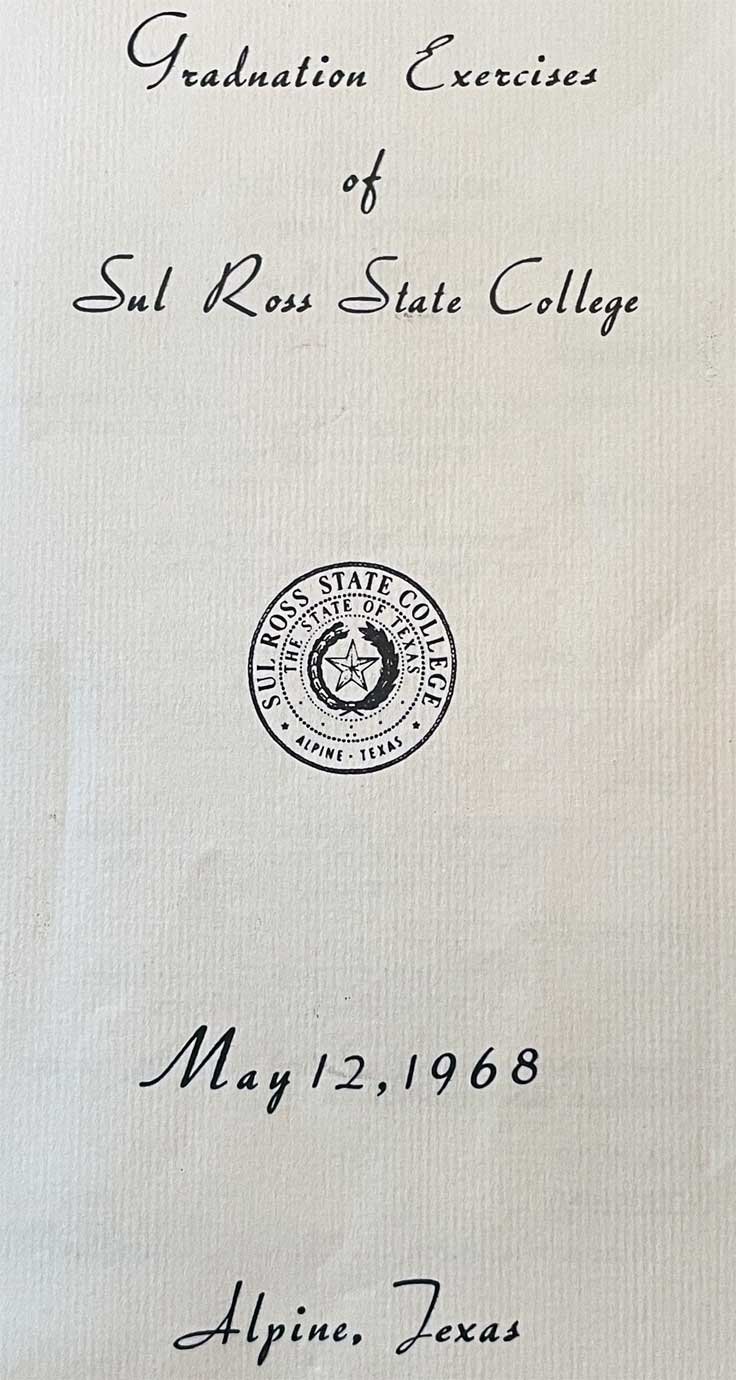 Graduation Exercises
of
Sul Ross State College
SUL ROSS STATE COLLEGE
THE STATE OF TEXAS
ALPINE · TEXAS
May 12, 1968
Alpine, Texas